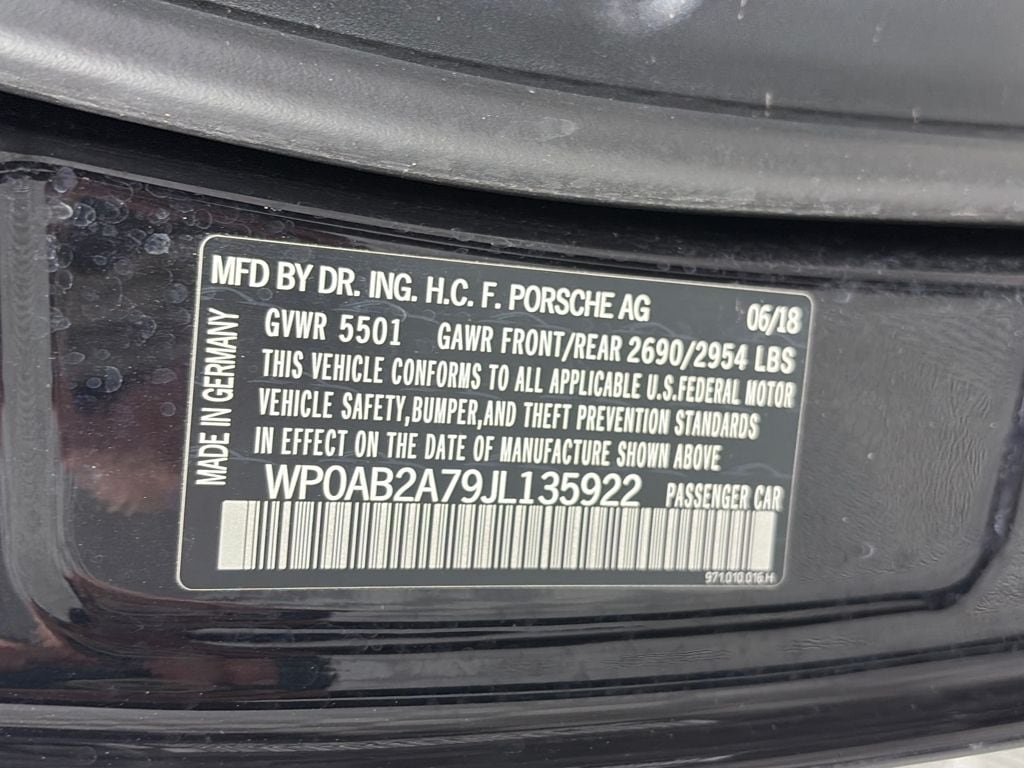 MFD BY DR. ING. H.C. F. PORSCHE AG 06/18
GVWR 5501 GAWR FRONT/REAR 2690/2954 LBS
THIS VEHICLE CONFORMS TO ALL APPLICABLE U.S.FEDERAL MOTOR
VEHICLE SAFETY,BUMPER,AND THEFT PREVENTION STANDARDS
IN EFFECT ON THE DATE OF MANUFACTURE SHOWN ABOVE
WP0AB2A79JL135922 PASSENGER CAR
971.010.016.H
MADE IN GERMANY